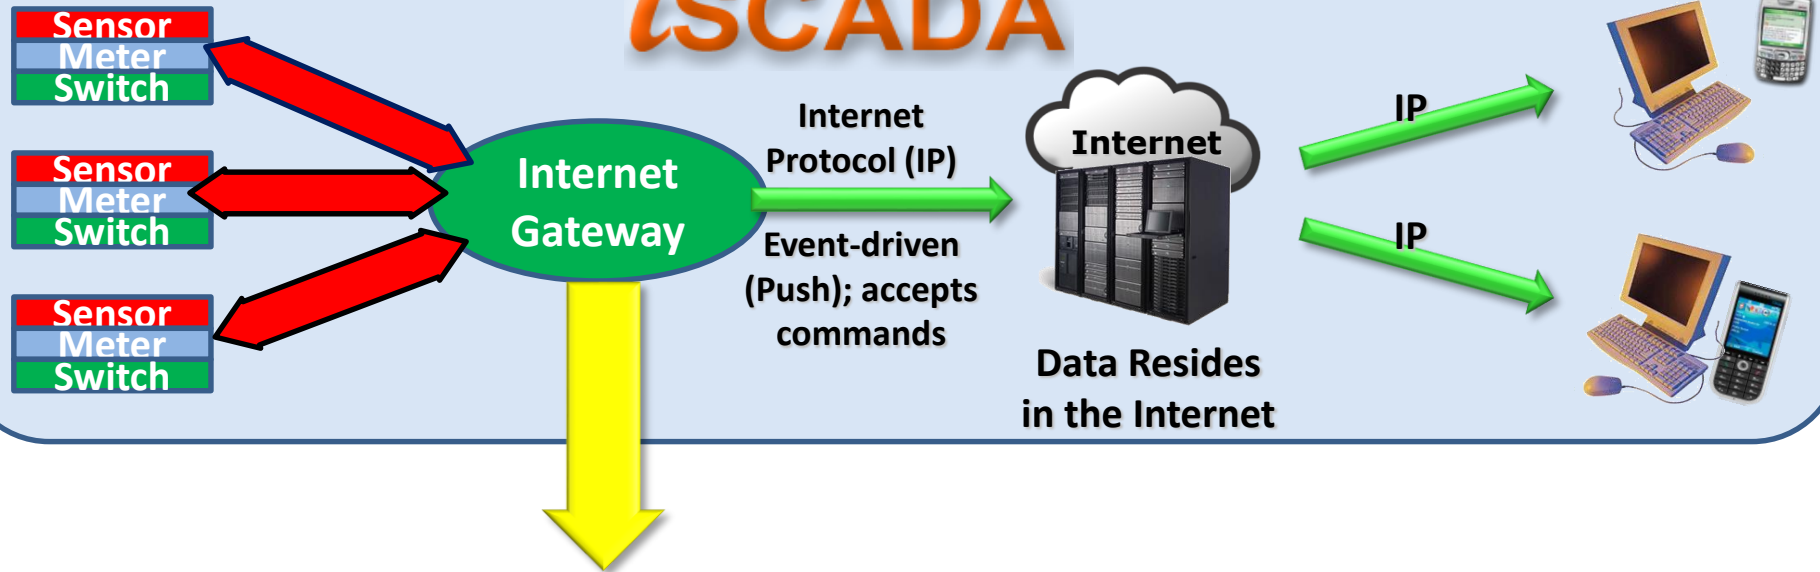 iSCADA
Sensor
Meter
Switch
Sensor
Meter
Switch
Sensor
Meter
Switch
Internet
Gateway
Internet
Protocol (IP)
Event-driven
(Push); accepts
commands
Internet
Data Resides
in the Internet
IP
IP